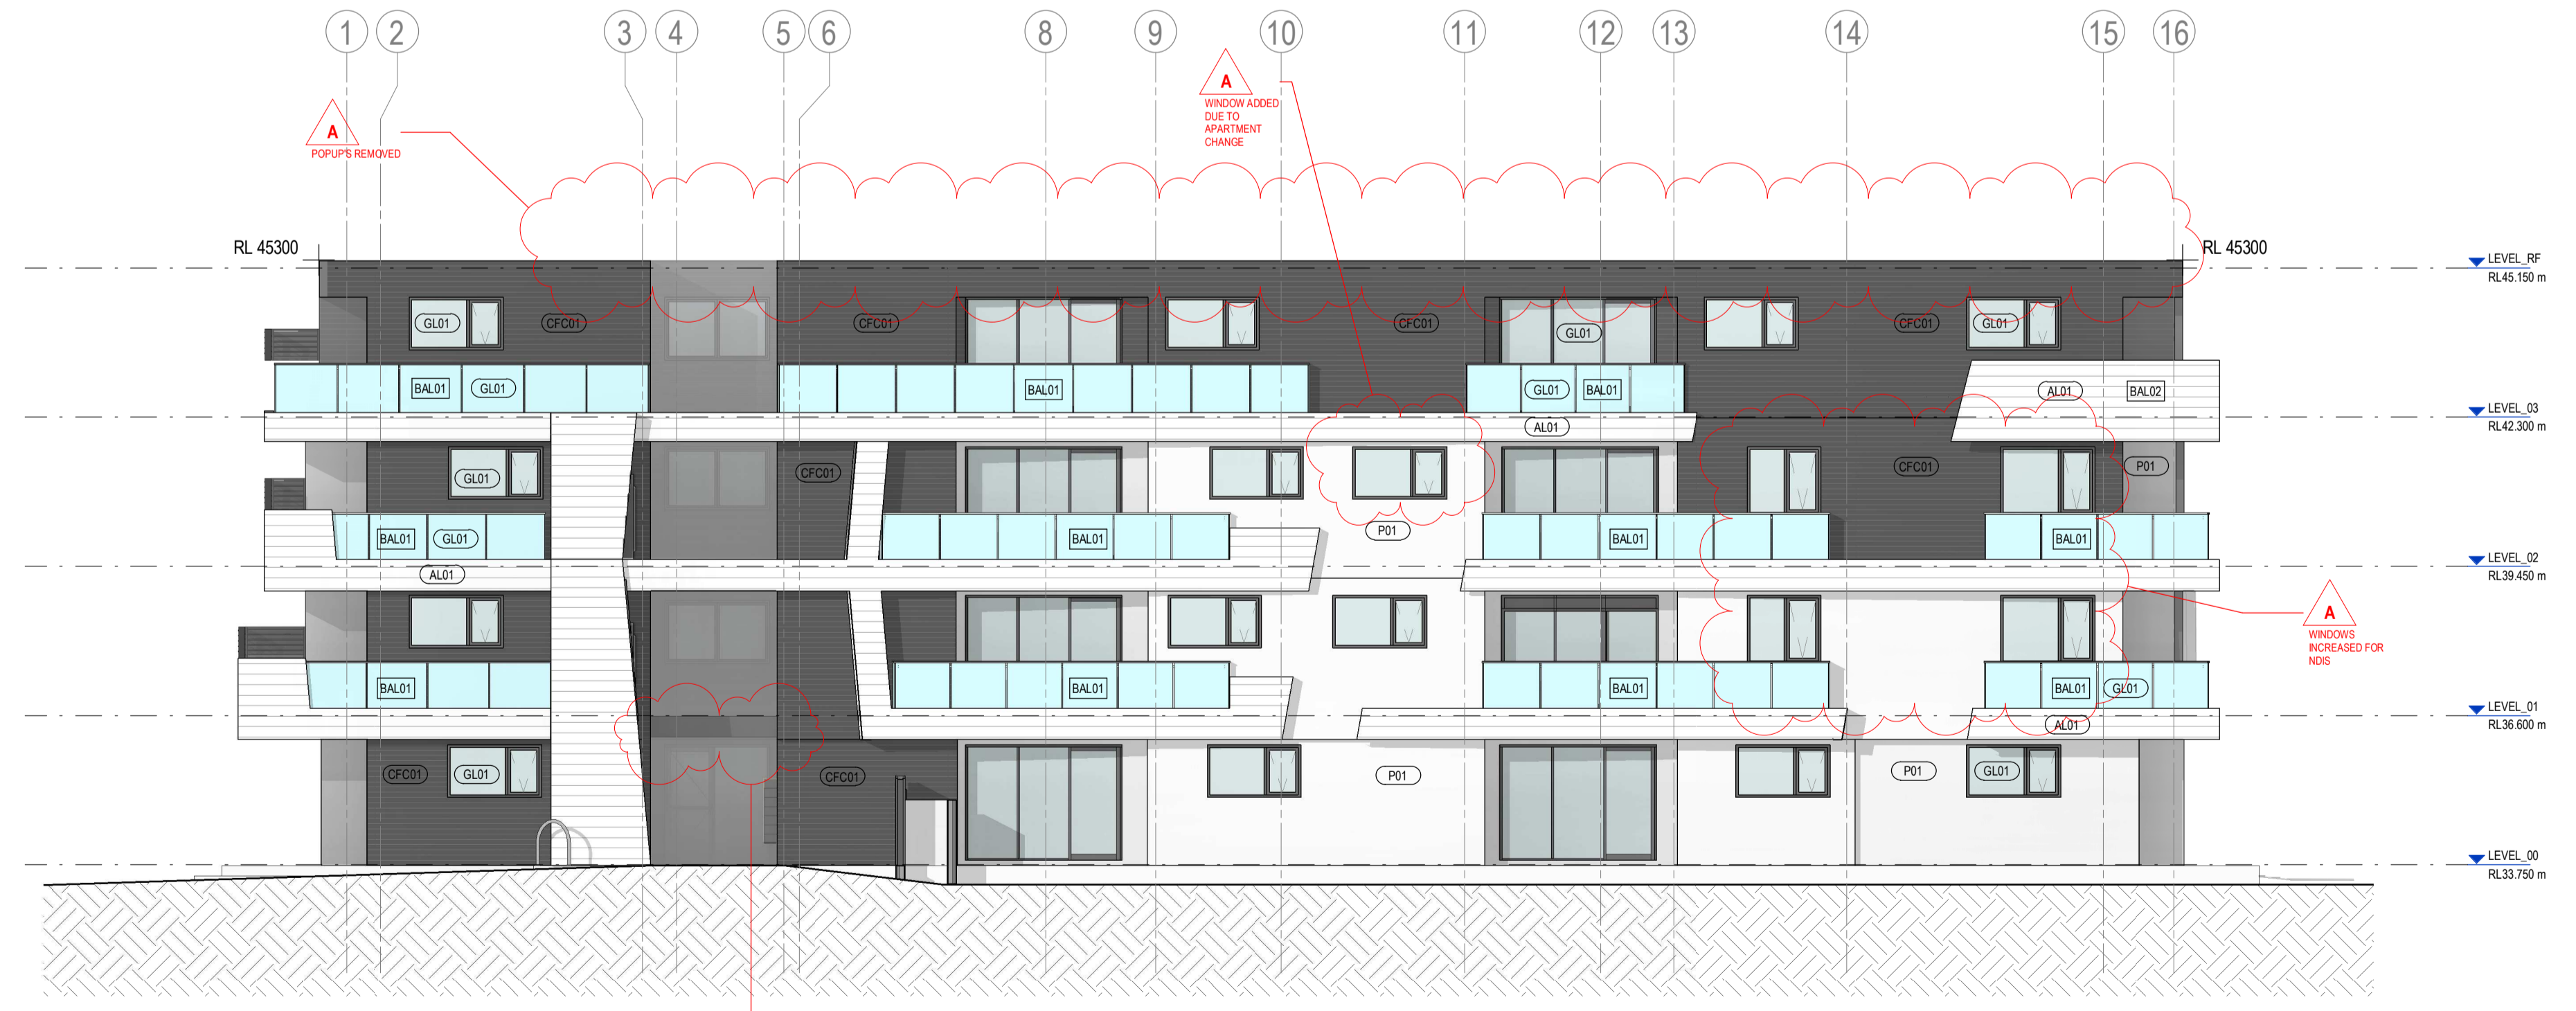 1 2 3 4 5 6 8 9 10 11 12 13 14 15 16
A
WINDOW ADDED
DUE TO
APARTMENT
CHANGE
A
POPUP'S REMOVED
RL 45300
RL 45300
LEVEL_RF
RL45.150 m
GL01 CFC01 CFC01 GL01 CFC01 CFC01 GL01
BAL01 GL01 BAL01 GL01 BAL01 AL01 BAL02
LEVEL_03
RL42.300 m
AL01
GL01 CFC01 CFC01 P01
P01
BAL01 GL01 BAL01 BAL01 BAL01
LEVEL_02
RL39.450 m
AL01
A
WINDOWS
INCREASED FOR
NDIS
BAL01 BAL01 BAL01 BAL01 GL01
LEVEL_01
RL36.600 m
AL01
CFC01 GL01 CFC01 P01 P01 GL01
LEVEL_00
RL33.750 m